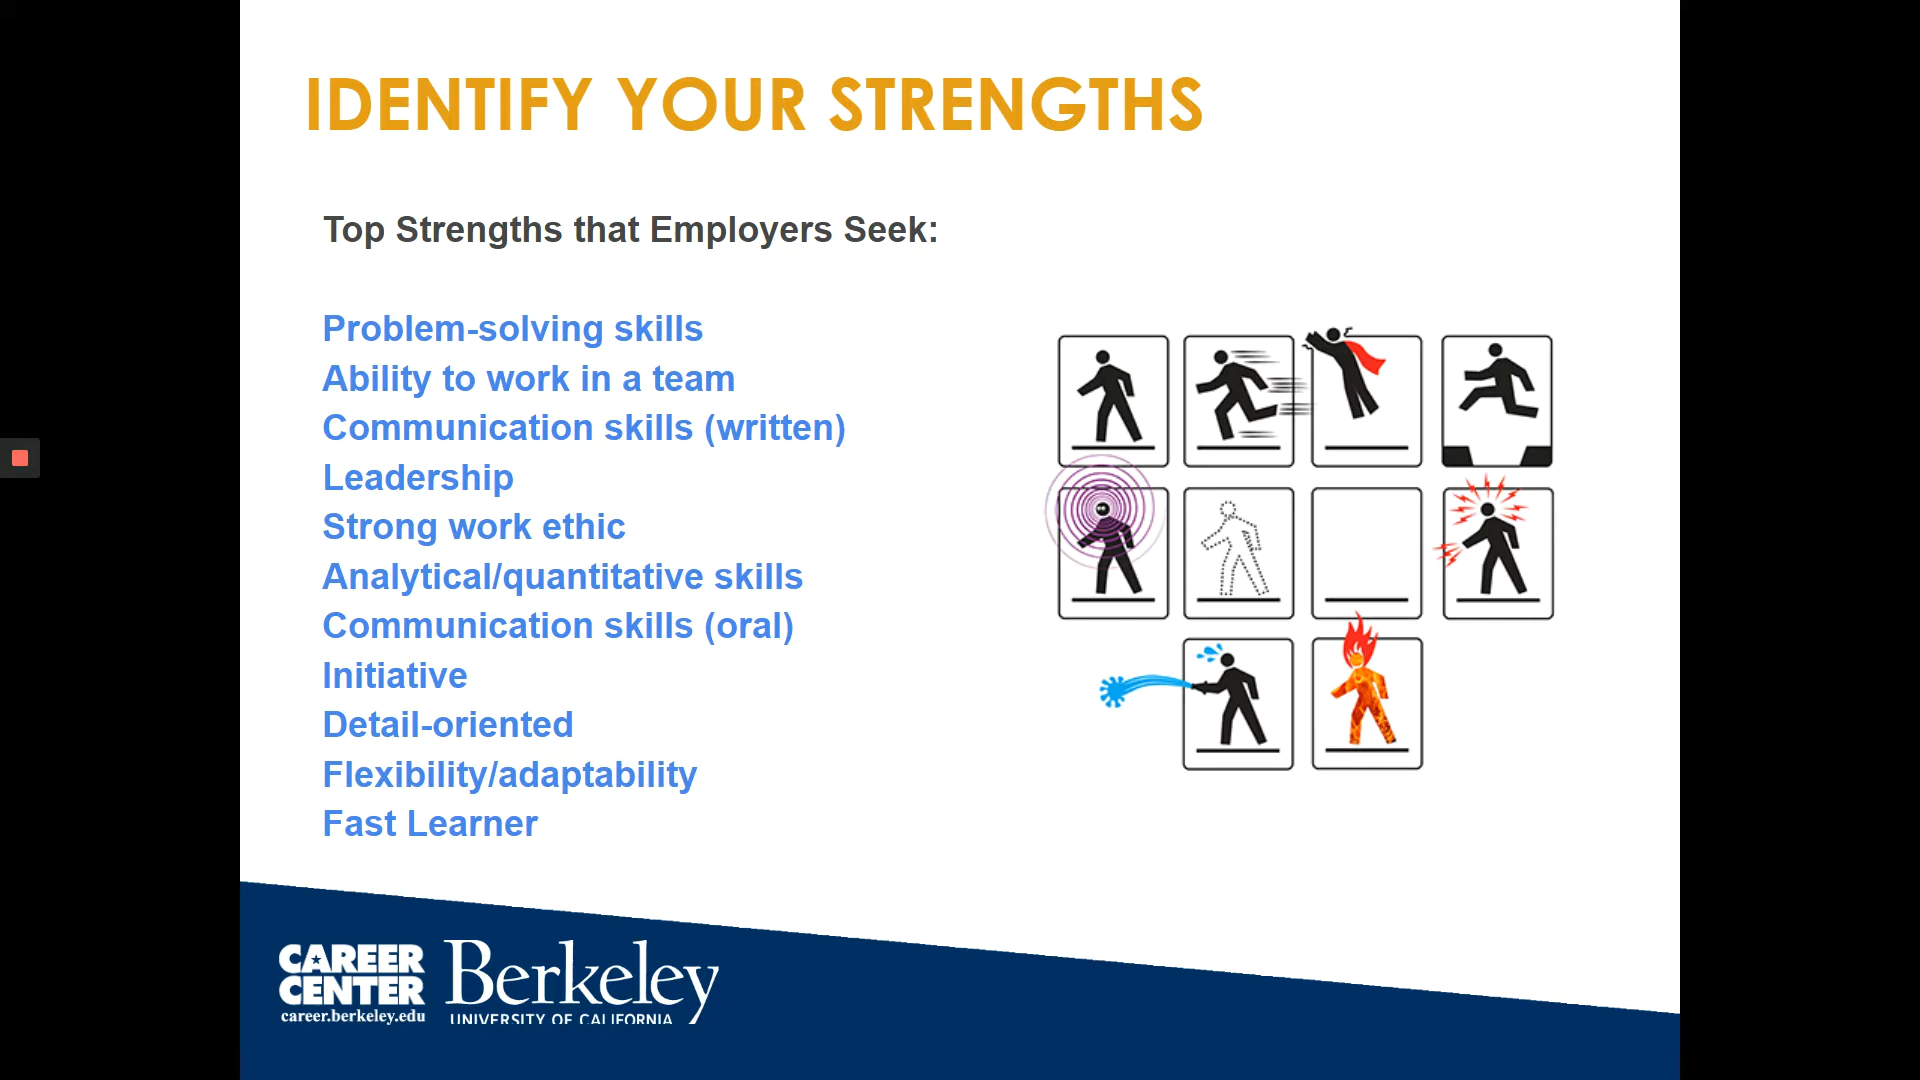 IDENTIFY YOUR STRENGTHS
Top Strengths that Employers Seek:
Problem-solving skills
Ability to work in a team
Communication skills (written)
Leadership
Strong work ethic
Analytical/quantitative skills
Communication skills (oral)
Initiative
Detail-oriented
Flexibility/adaptability
Fast Learner
CAREER
CENTER
career.berkeley.edu
Berkeley
UNIVERSITY OF CALIFORNIA